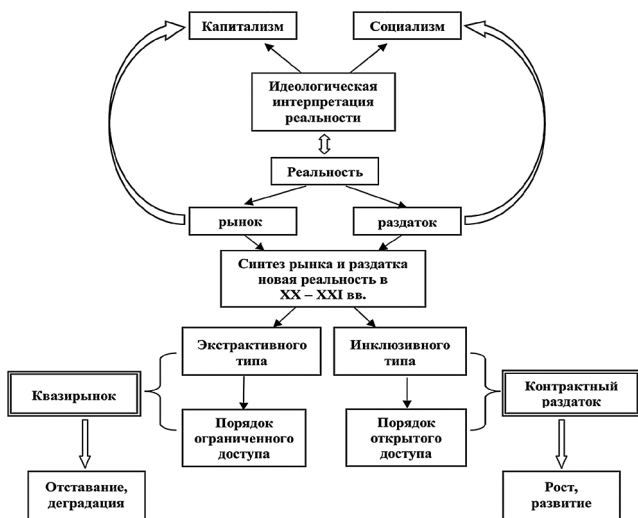 Капитализм
Социализм
Идеологическая
интерпретация
реальности
Реальность
рынок
раздаток
Синтез рынка и раздатка
новая реальность в
XX – XXI вв.
Экстрактивного
типа
Инклюзивного
типа
Квазирынок
Контрактный
раздаток
Порядок
ограниченного
доступа
Порядок
открытого
доступа
Отставание,
деградация
Рост,
развитие